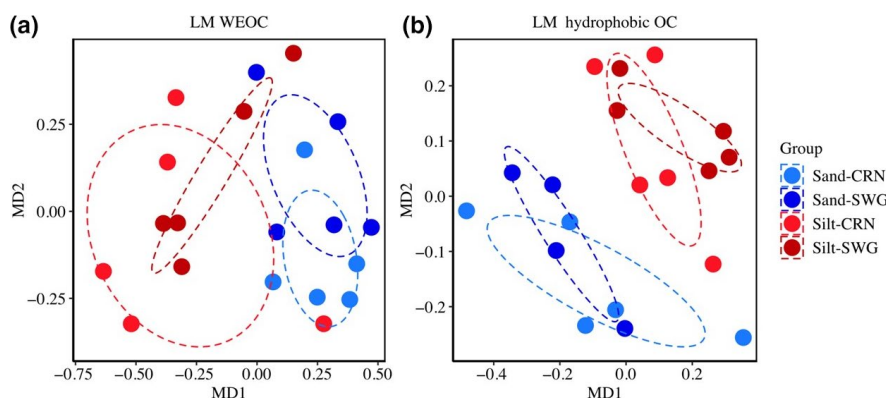 (a) LM WEOC
0.25
0.00
−0.25
MD2
−0.75 −0.50 −0.25 0.00 0.25 0.50
MD1
(b) LM hydrophobic OC
0.2
0.1
0.0
−0.1
−0.2
MD2
−0.4 −0.2 0.0 0.2
MD1
Group
Sand-CRN
Sand-SWG
Silt-CRN
Silt-SWG